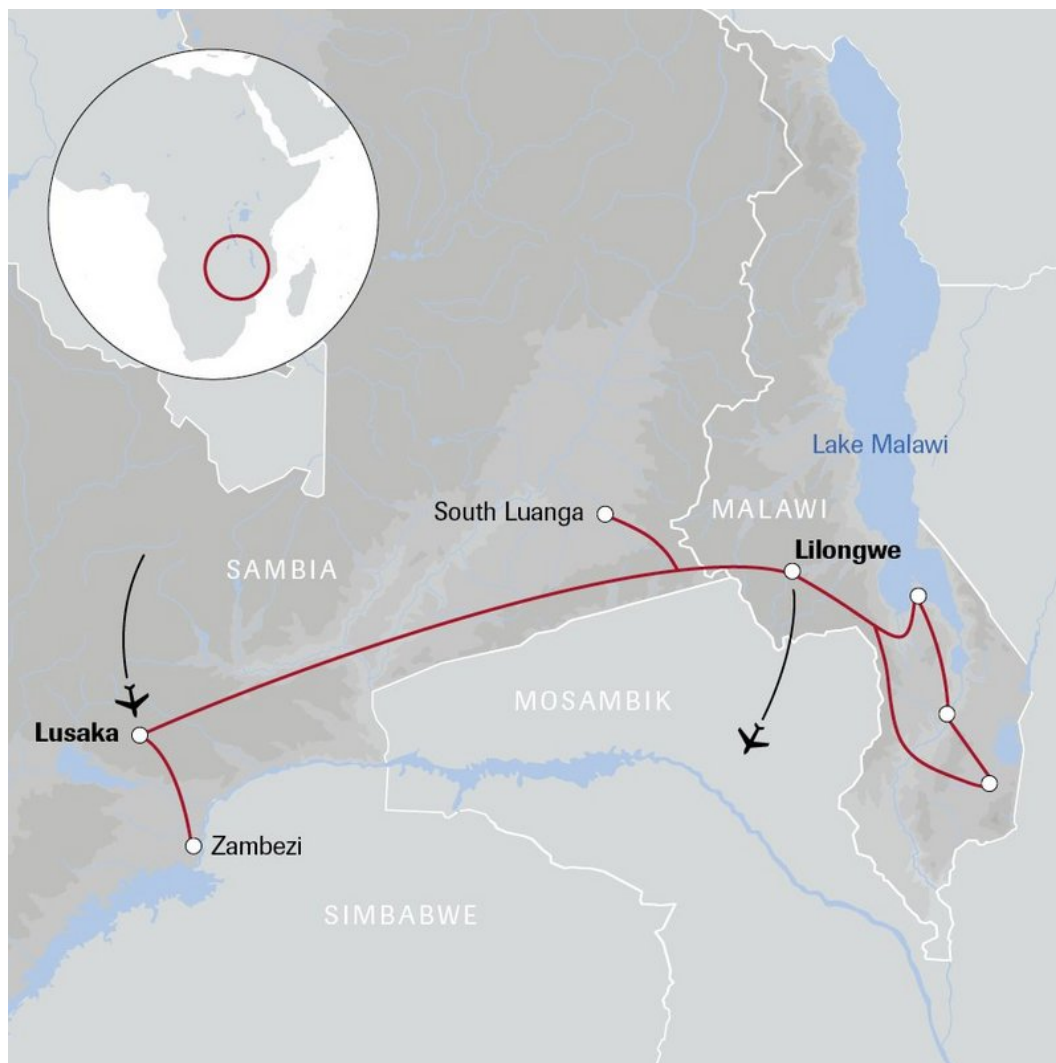 Lake Malawi
South Luanga
MALAWI
Lilongwe
SAMBIA
MOSAMBIK
Lusaka
Zambezi
SIMBABWE